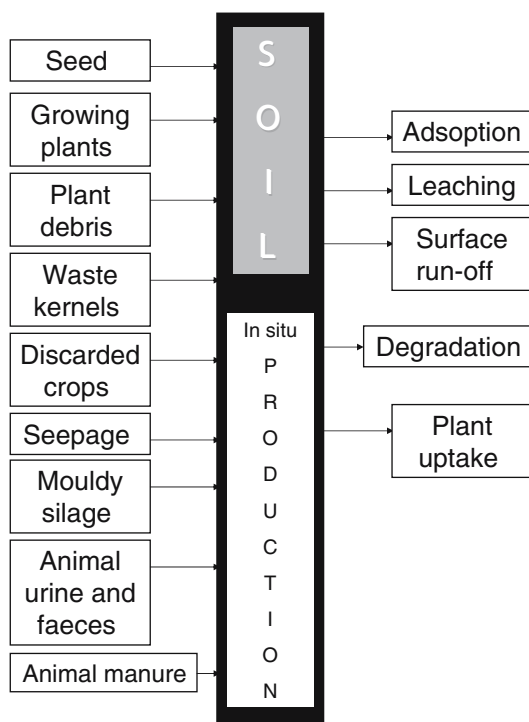 Seed
Growing
plants
Plant
debris
Waste
kernels
Discarded
crops
Seepage
Mouldy
silage
Animal
urine and
faeces
Animal manure
S
O
I
L
In situ
P
R
O
D
U
C
T
I
O
N
Adsoption
Leaching
Surface
run-off
Degradation
Plant
uptake